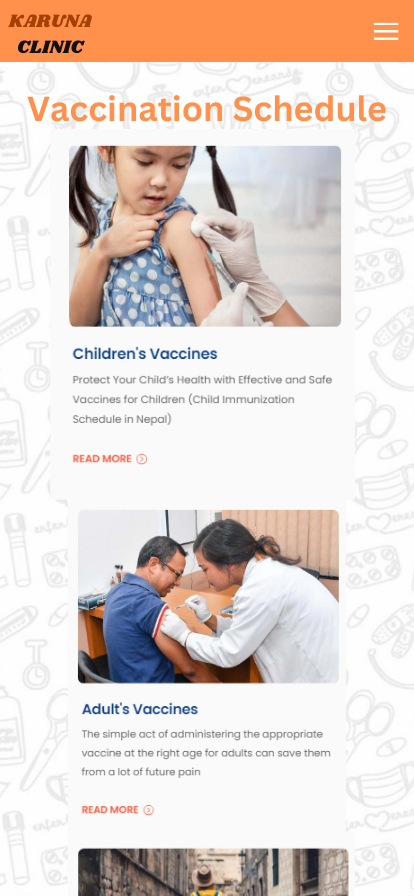 KARUNA
CLINIC
Vaccination Schedule
Children's Vaccines
Protect Your Child's Health with Effective and Safe
Vaccines for Children (Child Immunization
Schedule in Nepal)
READ MORE
Adult's Vaccines
The simple act of administering the appropriate
vaccine at the right age for adults can save them
from a lot of future pain
READ MORE